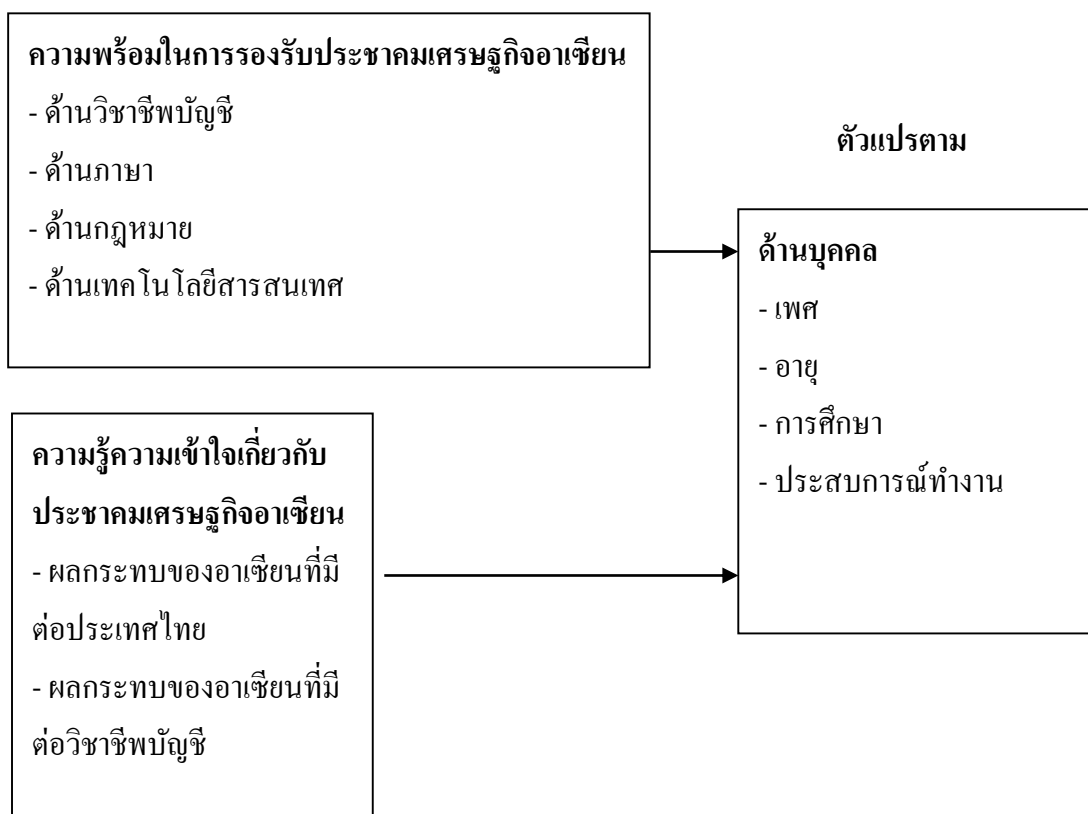 ความพร้อมในการรองรับประชาคมเศรษฐกิจอาเซียน
- ด้านวิชาชีพบัญชี
- ด้านภาษา
- ด้านกฎหมาย
- ด้านเทคโนโลยีสารสนเทศ
ตัวแปรตาม
ด้านบุคคล
- เพศ
- อายุ
- การศึกษา
- ประสบการณ์ทำงาน
ความรู้ความเข้าใจเกี่ยวกับ
ประชาคมเศรษฐกิจอาเซียน
- ผลกระทบของอาเซียนที่มี
ต่อประเทศไทย
- ผลกระทบของอาเซียนที่มี
ต่อวิชาชีพบัญชี